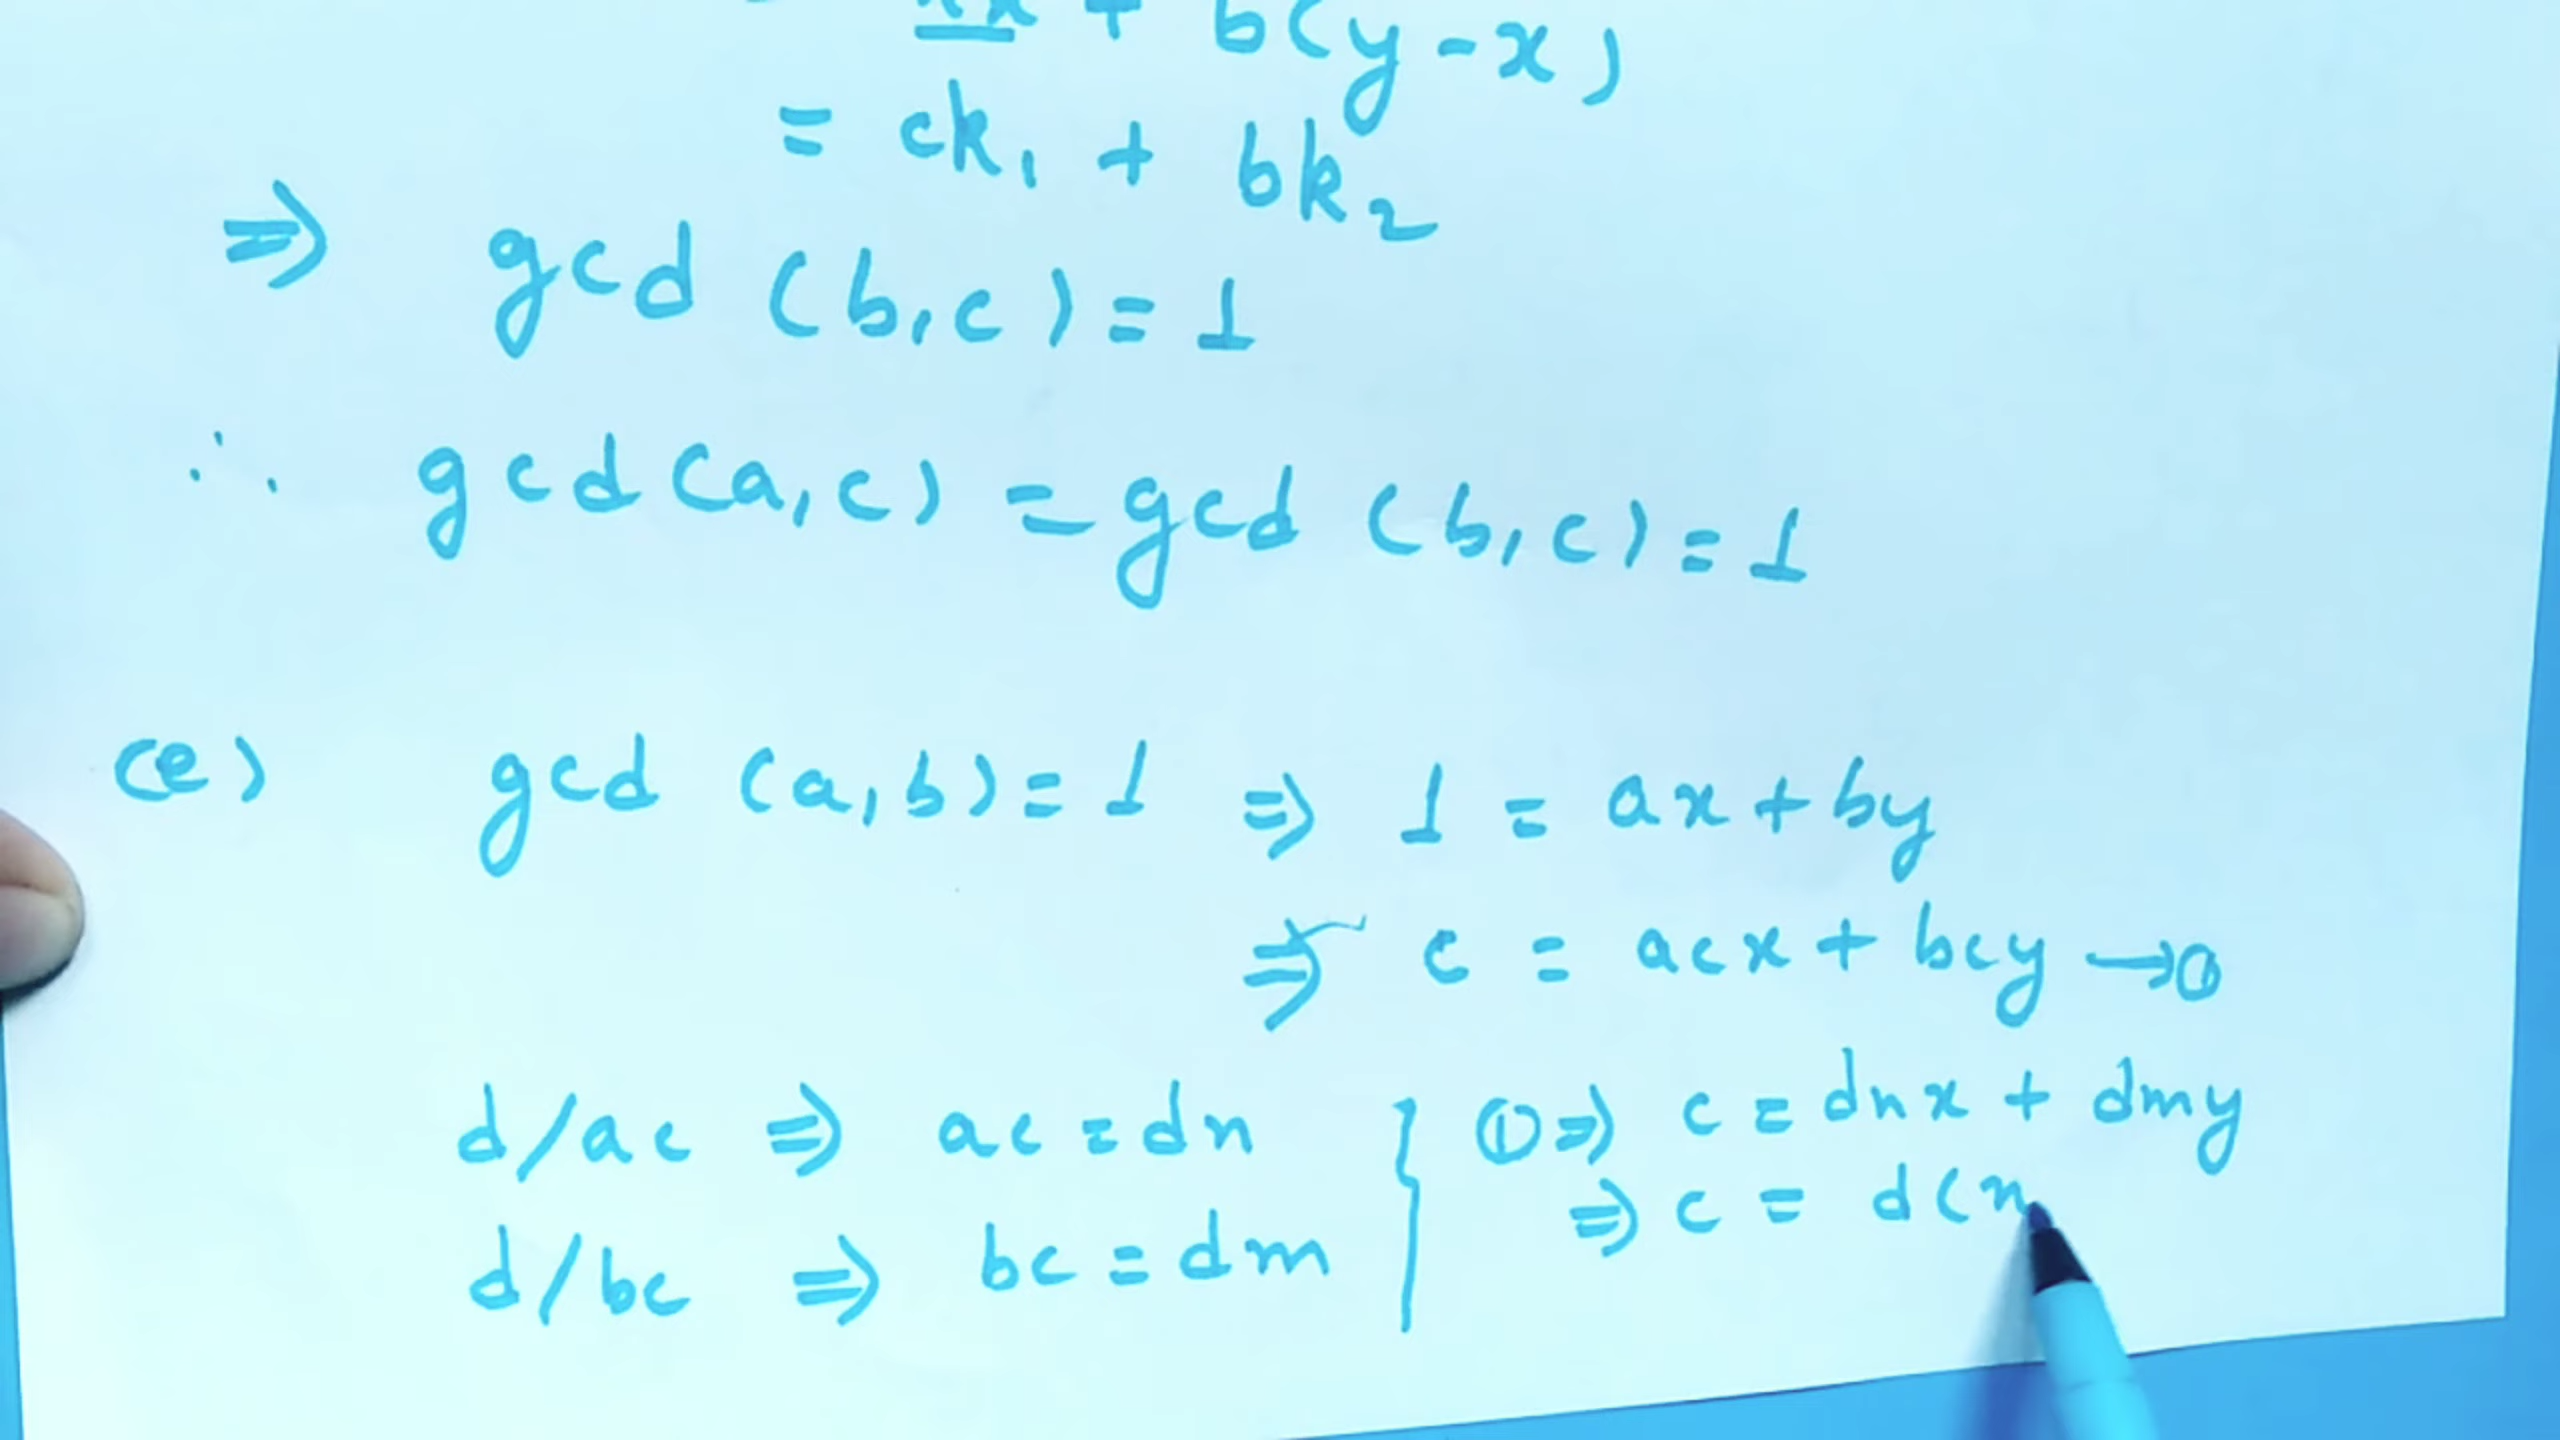 + b(y-x)
= ck₁ + bk₂
⇒ gcd (b,c) = 1
∴ gcd (a,c) = gcd (b,c) = 1
(e) gcd (a,b) = 1 ⇒ 1 = ax + by
⇒ c = acx + bcy → ①
d/ac ⇒ ac = dn } ① ⇒ c = dnx + dmy
⇒ c = d(n
d/bc ⇒ bc = dm